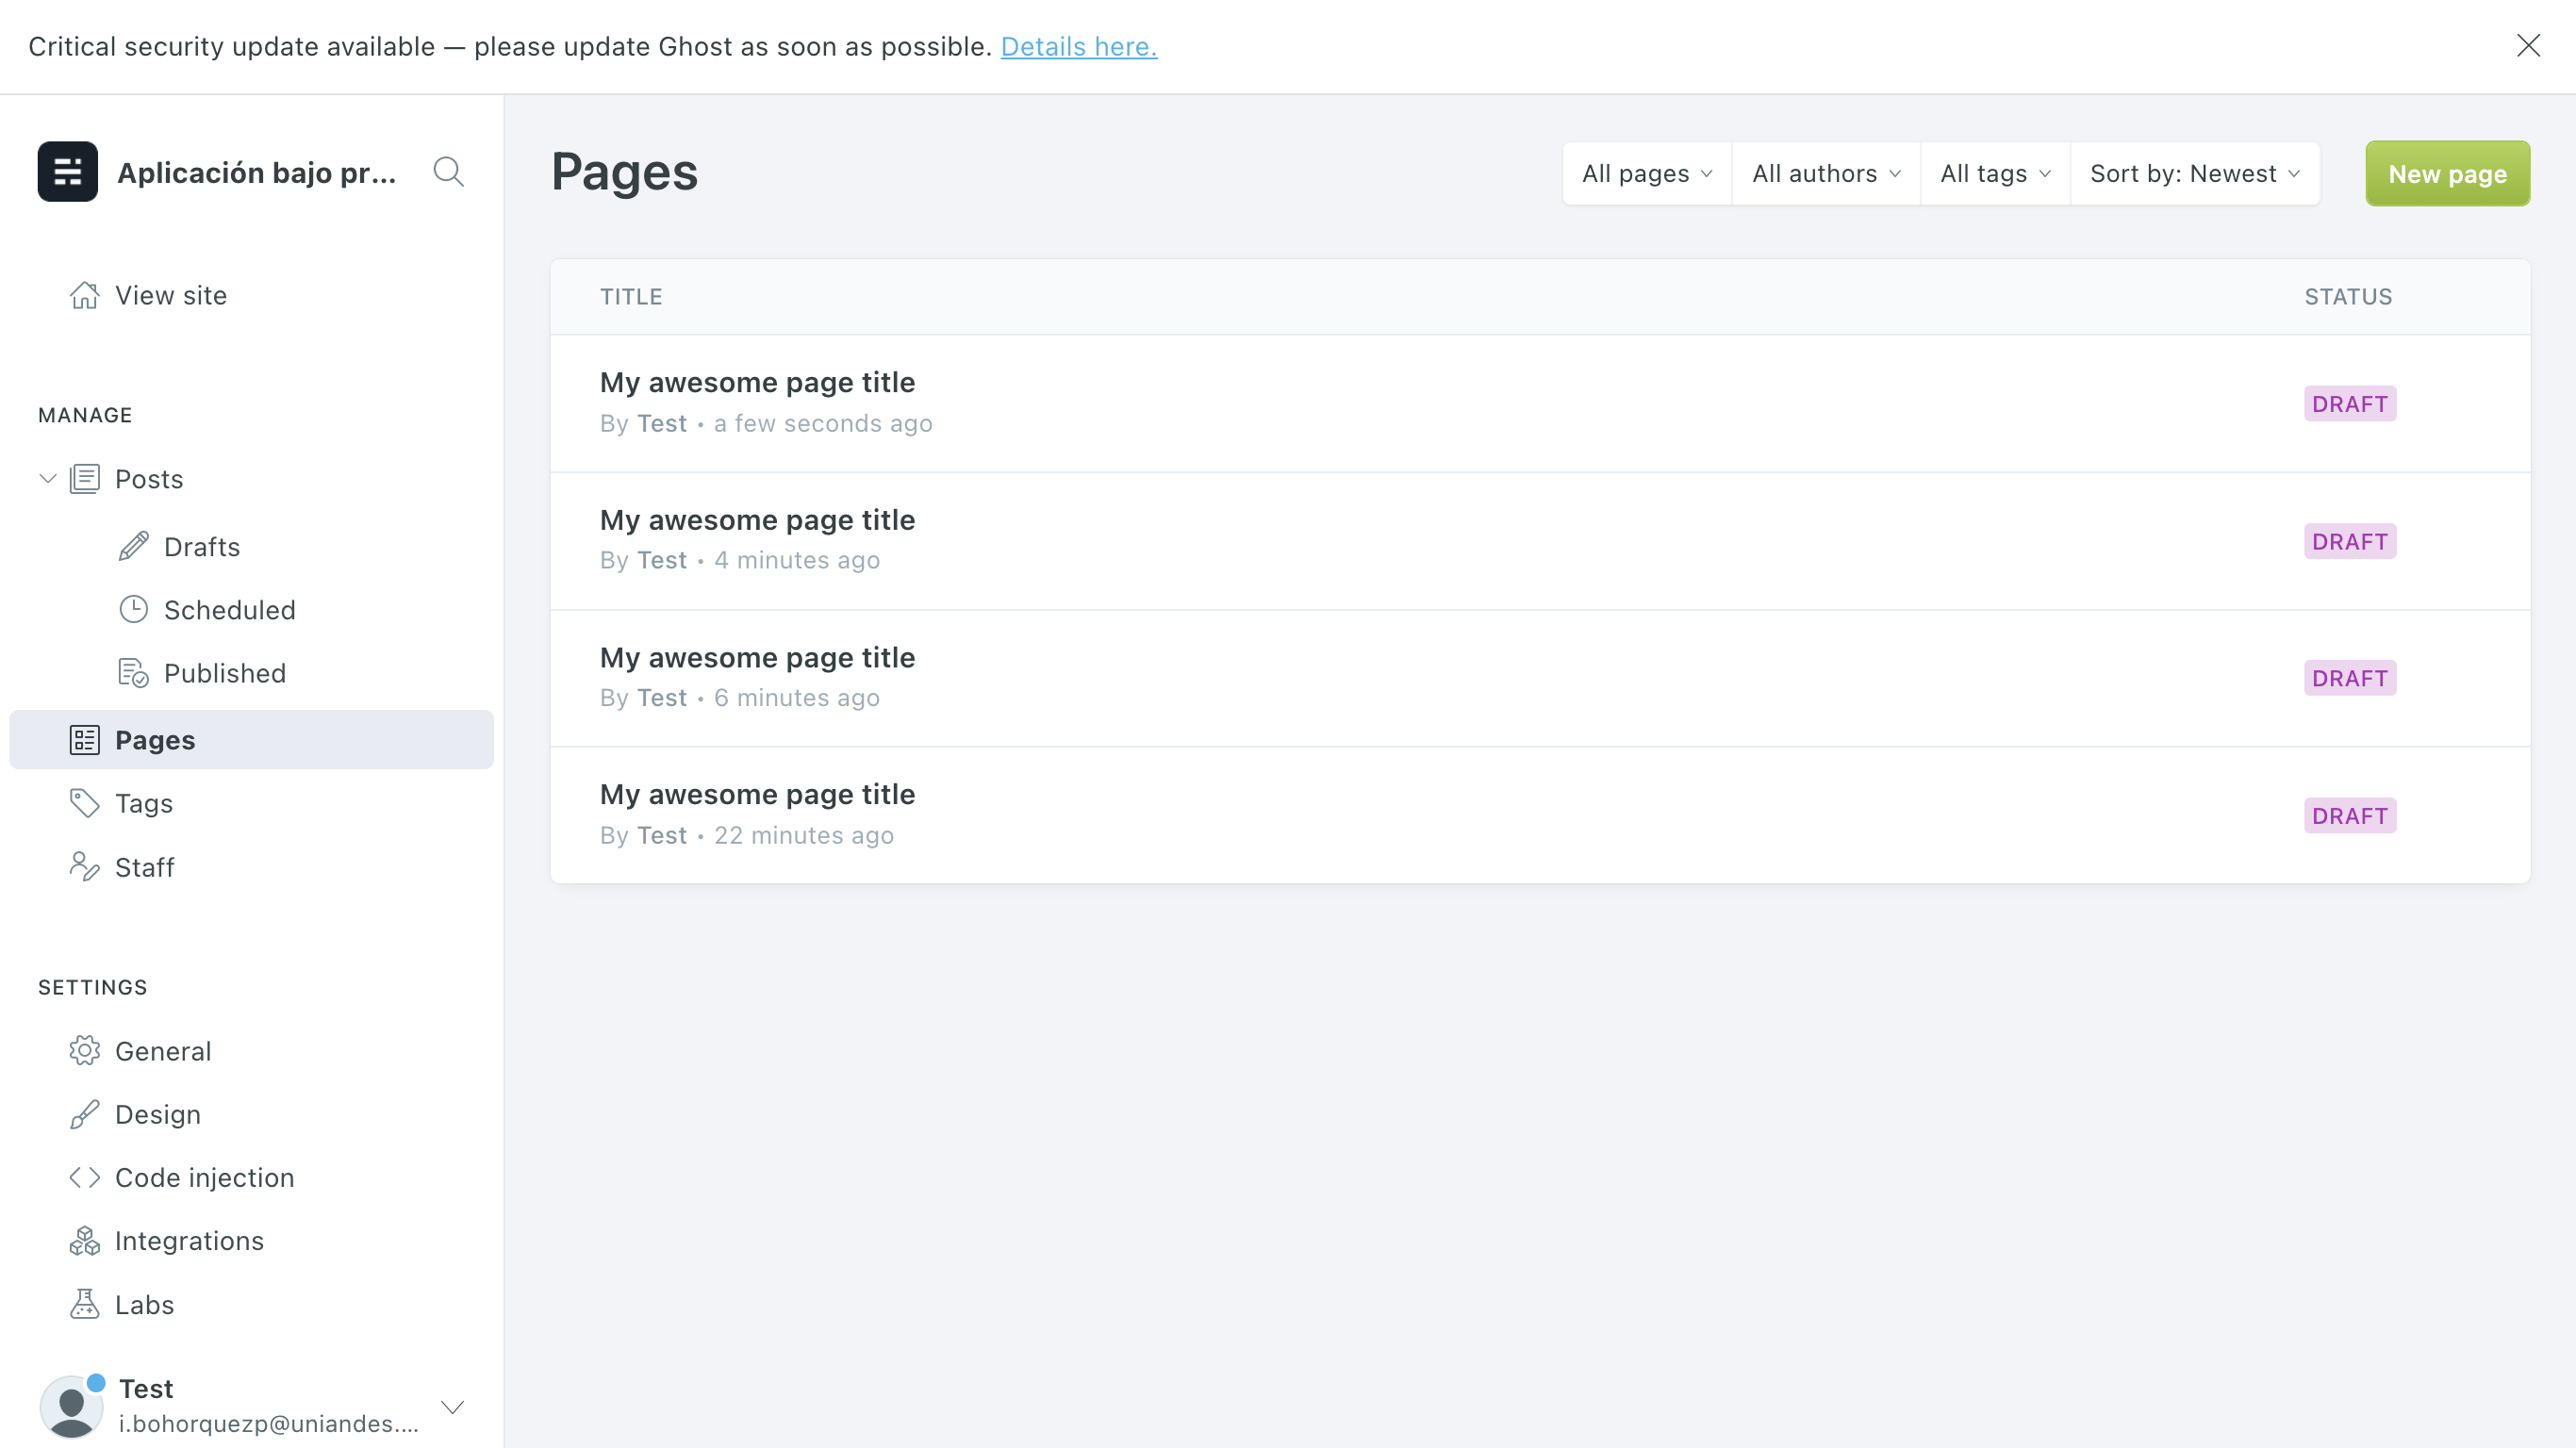 Critical security update available — please update Ghost as soon as possible. Details here.
Aplicación bajo pr...
View site
MANAGE
Posts
Drafts
Scheduled
Published
Pages
Tags
Staff
SETTINGS
General
Design
Code injection
Integrations
Labs
Test
i.bohorquezp@uniandes....
Pages
All pages
All authors
All tags
Sort by: Newest
New page
TITLE STATUS
My awesome page title
By Test • a few seconds ago
DRAFT
My awesome page title
By Test • 4 minutes ago
DRAFT
My awesome page title
By Test • 6 minutes ago
DRAFT
My awesome page title
By Test • 22 minutes ago
DRAFT